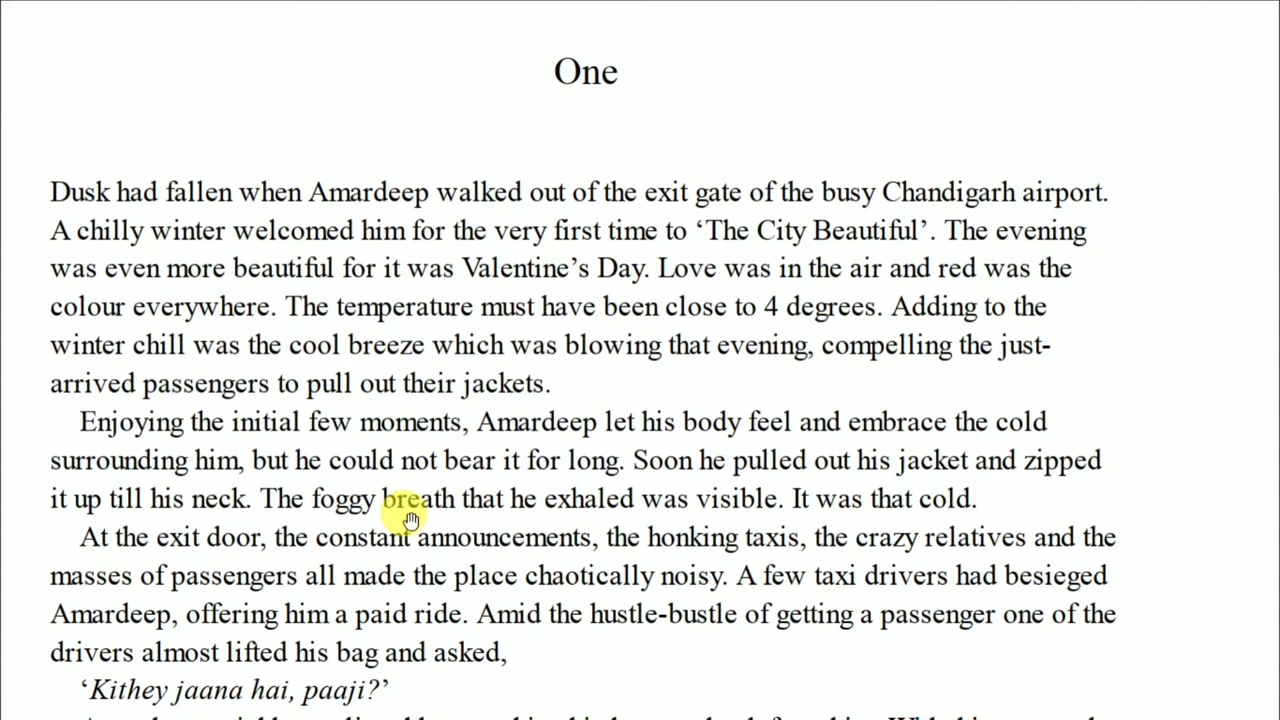 One
Dusk had fallen when Amardeep walked out of the exit gate of the busy Chandigarh airport.
A chilly winter welcomed him for the very first time to ‘The City Beautiful’. The evening
was even more beautiful for it was Valentine’s Day. Love was in the air and red was the
colour everywhere. The temperature must have been close to 4 degrees. Adding to the
winter chill was the cool breeze which was blowing that evening, compelling the just-
arrived passengers to pull out their jackets.
Enjoying the initial few moments, Amardeep let his body feel and embrace the cold
surrounding him, but he could not bear it for long. Soon he pulled out his jacket and zipped
it up till his neck. The foggy breath that he exhaled was visible. It was that cold.
At the exit door, the constant announcements, the honking taxis, the crazy relatives and the
masses of passengers all made the place chaotically noisy. A few taxi drivers had besieged
Amardeep, offering him a paid ride. Amid the hustle-bustle of getting a passenger one of the
drivers almost lifted his bag and asked,
‘Kithey jaana hai, paaji?’